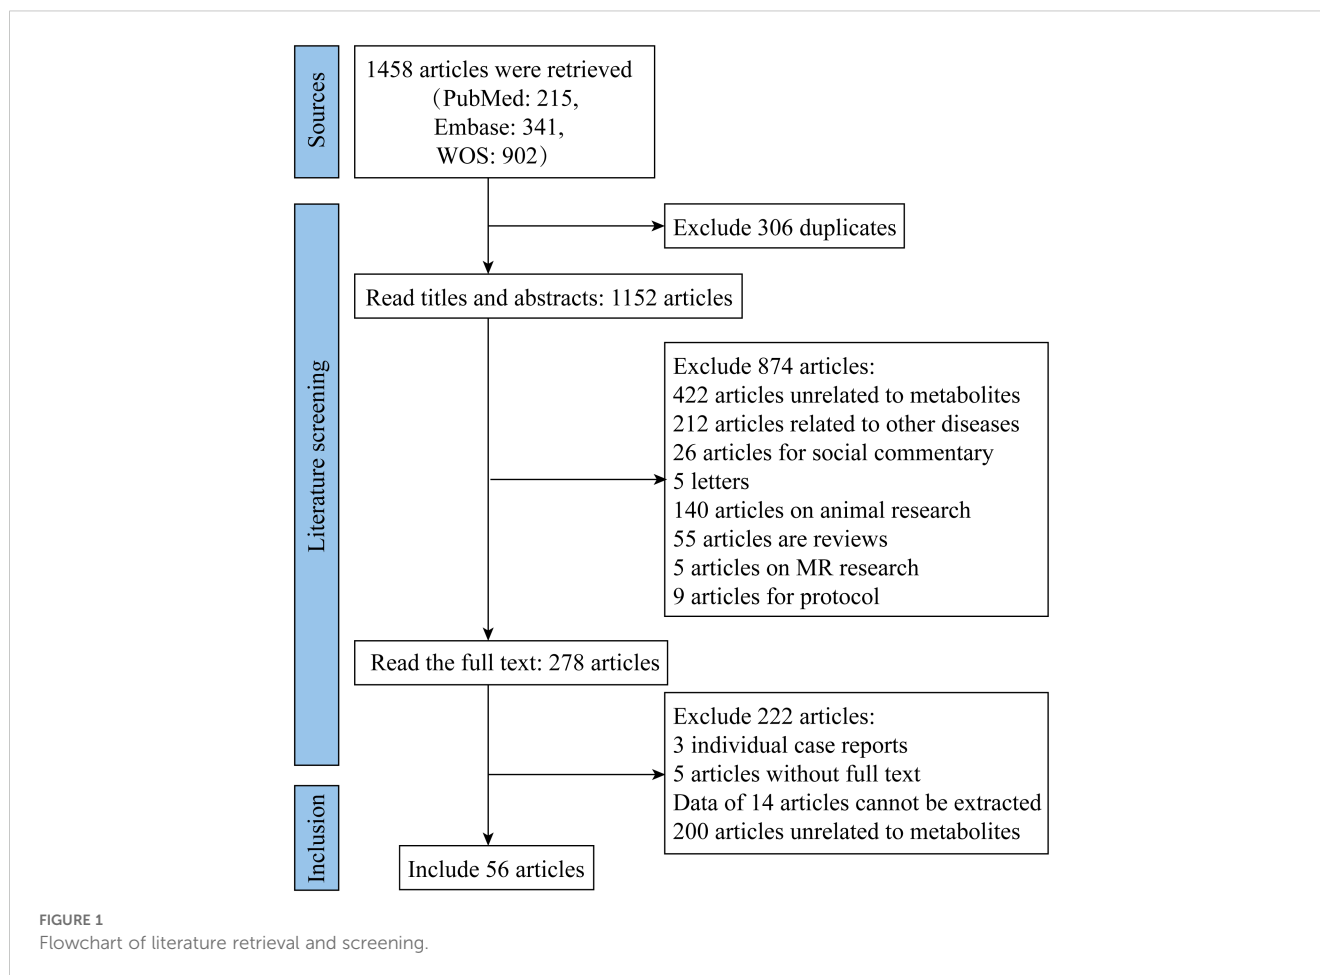 Sources
1458 articles were retrieved
（PubMed: 215,
Embase: 341,
WOS: 902）
Literature screening
Exclude 306 duplicates
Read titles and abstracts: 1152 articles
Exclude 874 articles:
422 articles unrelated to metabolites
212 articles related to other diseases
26 articles for social commentary
5 letters
140 articles on animal research
55 articles are reviews
5 articles on MR research
9 articles for protocol
Read the full text: 278 articles
Exclude 222 articles:
3 individual case reports
5 articles without full text
Data of 14 articles cannot be extracted
200 articles unrelated to metabolites
Inclusion
Include 56 articles
FIGURE 1
Flowchart of literature retrieval and screening.